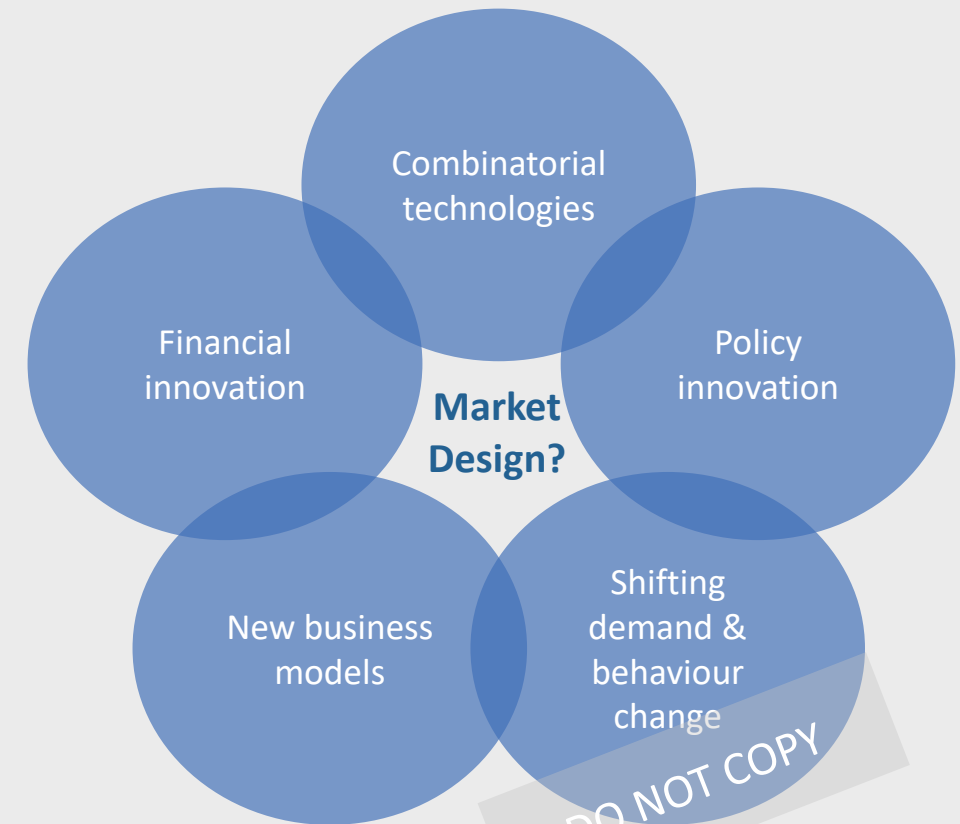 Combinatorial
technologies
Financial
innovation
Policy
innovation
Market
Design?
New business
models
Shifting
demand &
behaviour
change
DO NOT COPY